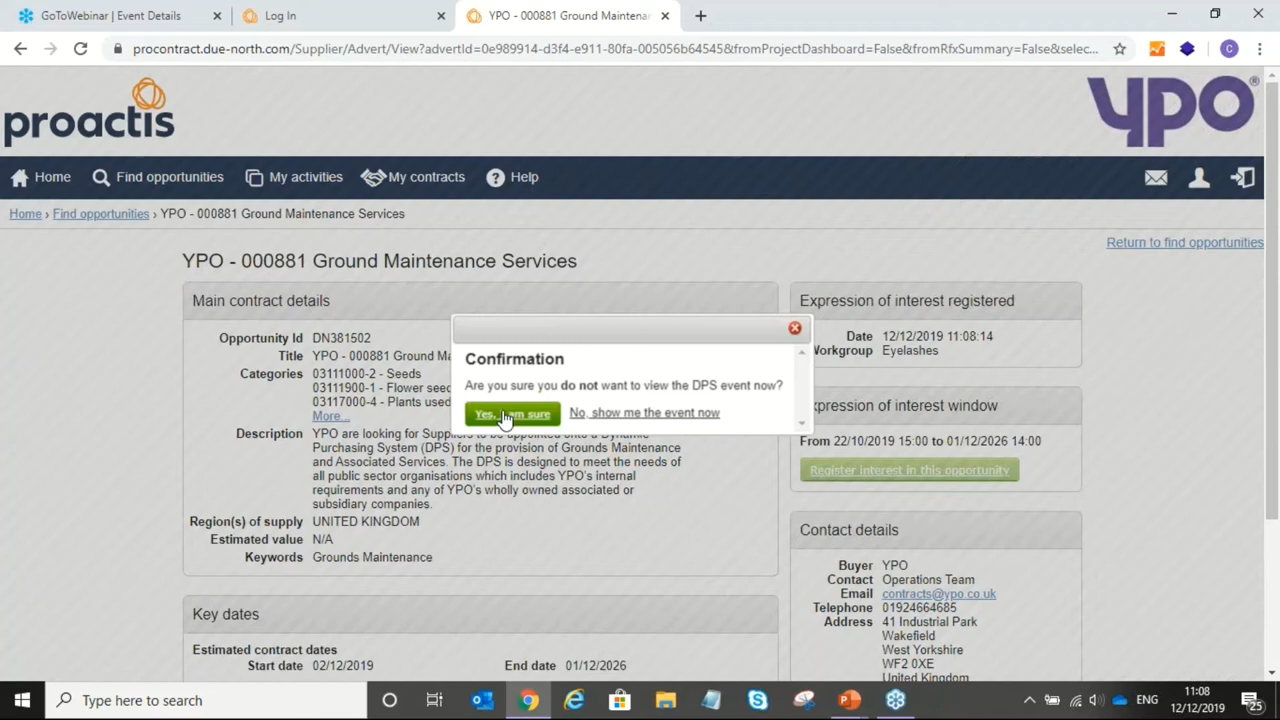 GoToWebinar | Event Details
Log In
YPO - 000881 Ground Maintenan
procontract.due-north.com/Supplier/Advert/View?advertId=0e989914-d3f4-e911-80fa-005056b64545&fromProjectDashboard=False&fromRfxSummary=False&selec...
C
proactis
ypo®
Home
Find opportunities
My activities
My contracts
Help
Home › Find opportunities › YPO - 000881 Ground Maintenance Services
Return to find opportunities
YPO - 000881 Ground Maintenance Services
Main contract details
Opportunity Id DN381502
Title YPO - 000881 Ground Ma
Categories 03111000-2 - Seeds
03111900-1 - Flower seed
03117000-4 - Plants used
More...
Description YPO are looking for Suppliers to be appointed onto a Dynamic
Purchasing System (DPS) for the provision of Grounds Maintenance
and Associated Services. The DPS is designed to meet the needs of
all public sector organisations which includes YPO's internal
requirements and any of YPO's wholly owned associated or
subsidiary companies.
Region(s) of supply UNITED KINGDOM
Estimated value N/A
Keywords Grounds Maintenance
Key dates
Estimated contract dates
Start date 02/12/2019 End date 01/12/2026
Confirmation
Are you sure you do not want to view the DPS event now?
Yes, I am sure No, show me the event now
Expression of interest registered
Date 12/12/2019 11:08:14
Workgroup Eyelashes
xpression of interest window
From 22/10/2019 15:00 to 01/12/2026 14:00
Register interest in this opportunity
Contact details
Buyer YPO
Contact Operations Team
Email contracts@ypo.co.uk
Telephone 01924664685
Address 41 Industrial Park
Wakefield
West Yorkshire
WF2 0XE
United Kingdom
Type here to search
ENG
11:08
12/12/2019
25